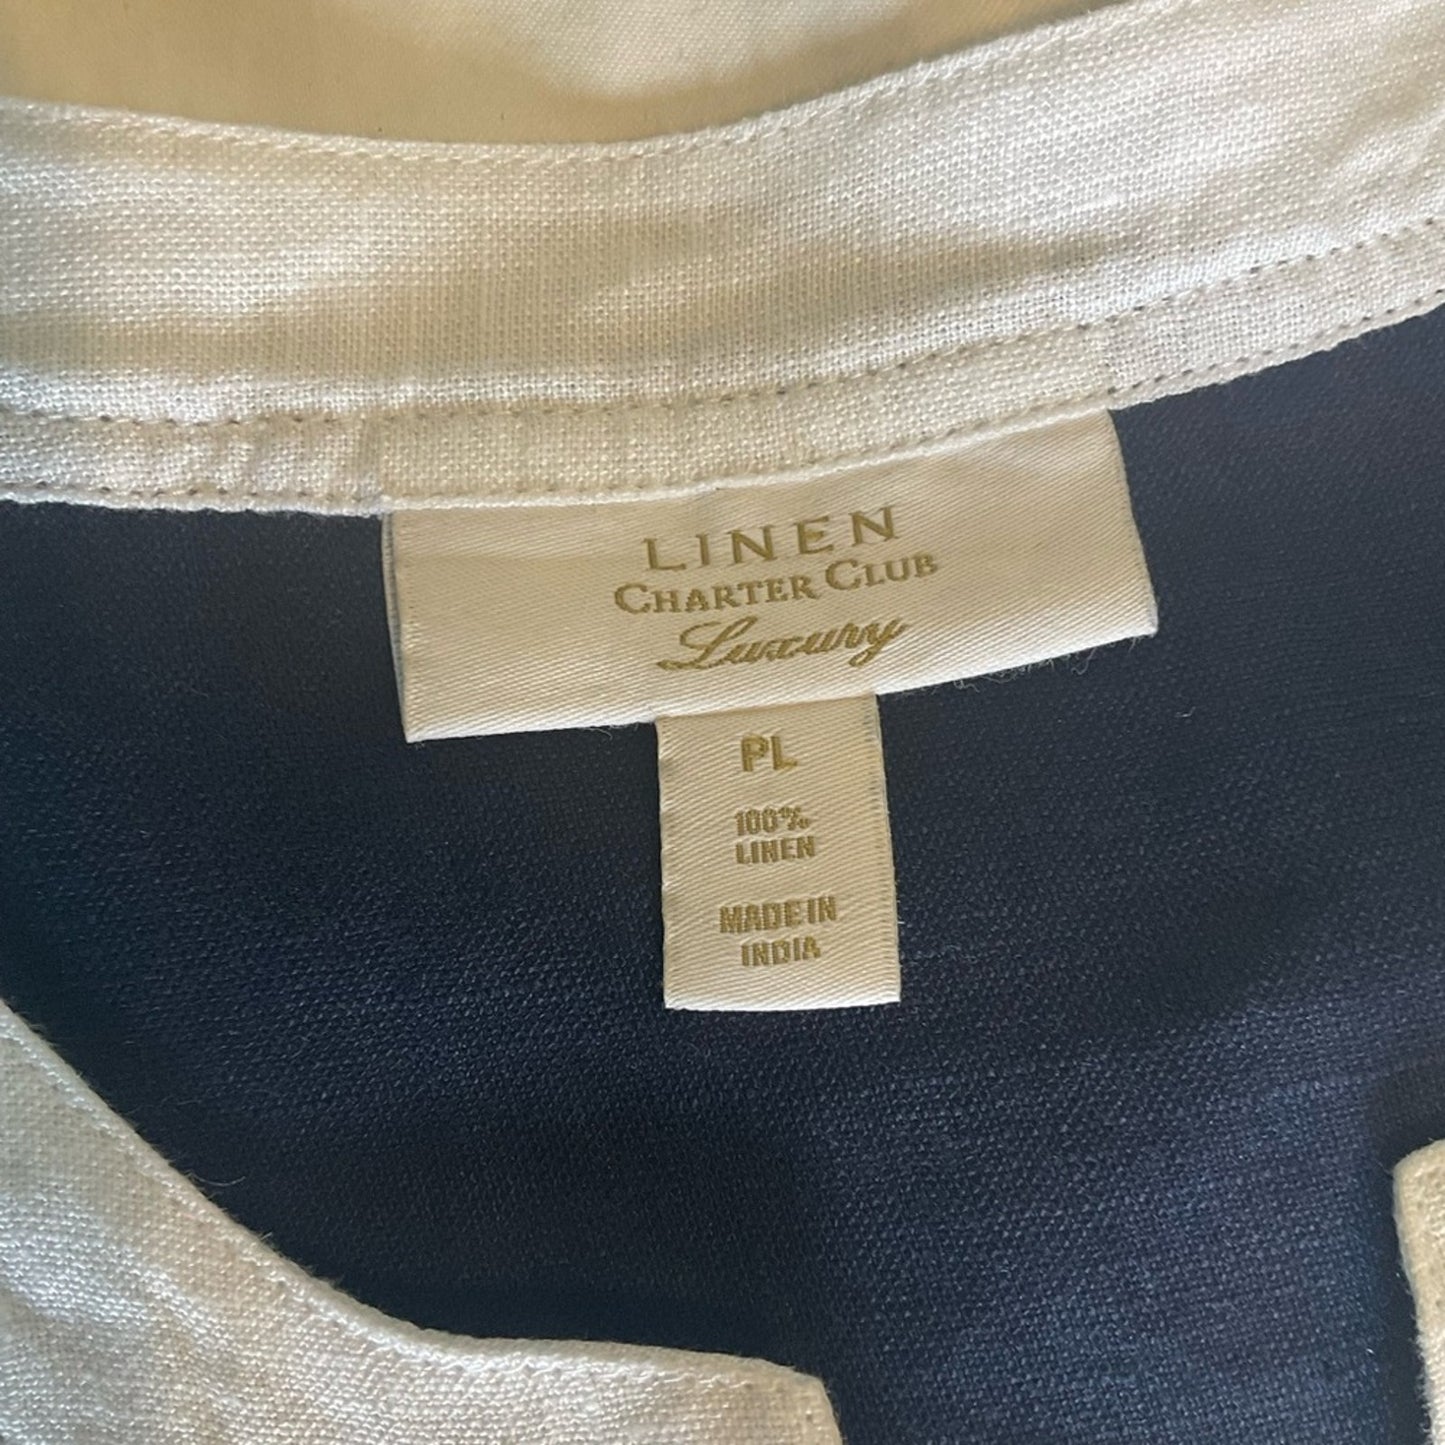 LINEN
CHARTER CLUB
Luxury
PL
100%
LINEN
MADE IN
INDIA